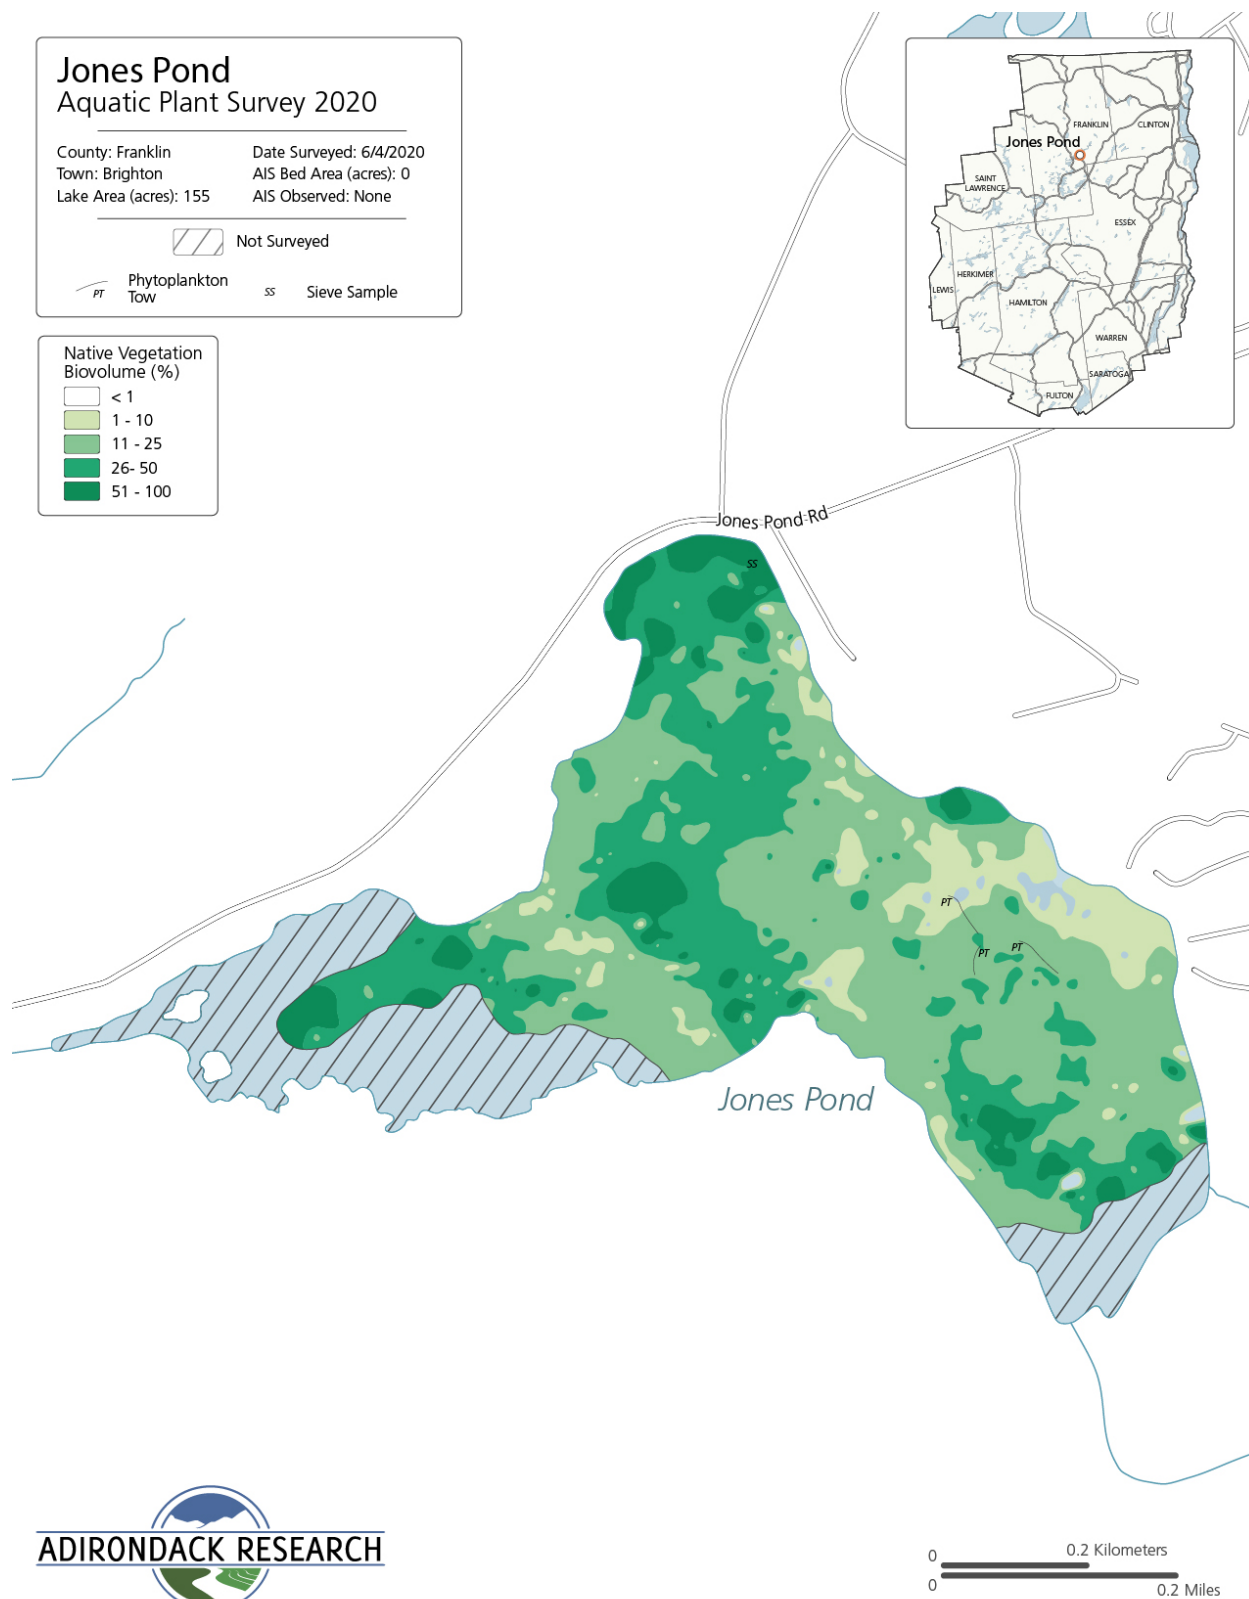 Jones Pond
Aquatic Plant Survey 2020
County: Franklin
Date Surveyed: 6/4/2020
Town: Brighton
AIS Bed Area (acres): 0
Lake Area (acres): 155
AIS Observed: None
Not Surveyed
PT
Phytoplankton
Tow
SS
Sieve Sample
Native Vegetation
Biovolume (%)
< 1
1 - 10
11 - 25
26- 50
51 - 100
FRANKLIN
CLINTON
Jones Pond
SAINT
LAWRENCE
ESSEX
HERKIMER
LEWIS
HAMILTON
WARREN
SARATOGA
FULTON
Jones Pond Rd
SS
PT
PT
PT
Jones Pond
ADIRONDACK RESEARCH
0
0.2 Kilometers
0
0.2 Miles